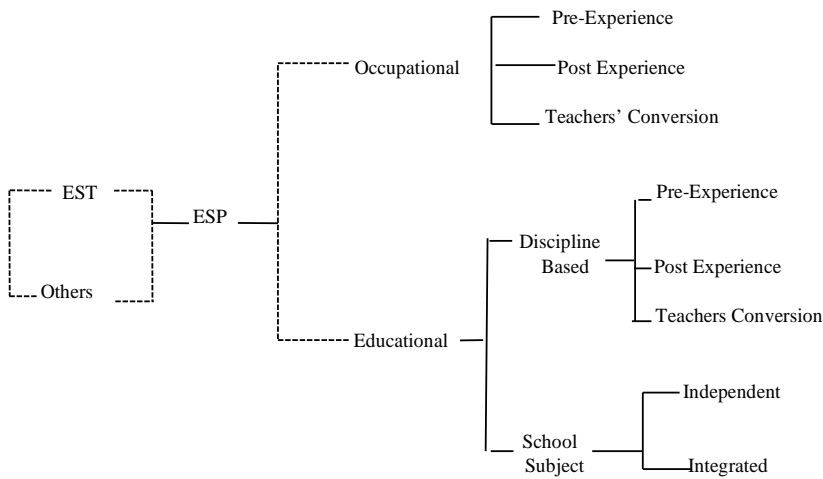 Pre-Experience
Occupational
Post Experience
Teachers’ Conversion
EST
ESP
Others
Pre-Experience
Discipline
Based
Post Experience
Teachers Conversion
Educational
Independent
School
Subject
Integrated